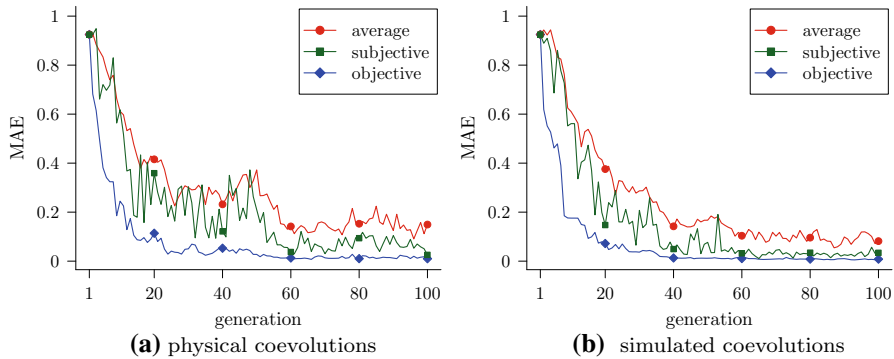 1
0.8
0.6
0.4
0.2
0
MAE
1 20 40 60 80 100
generation
average
subjective
objective
(a) physical coevolutions
1
0.8
0.6
0.4
0.2
0
MAE
1 20 40 60 80 100
generation
average
subjective
objective
(b) simulated coevolutions